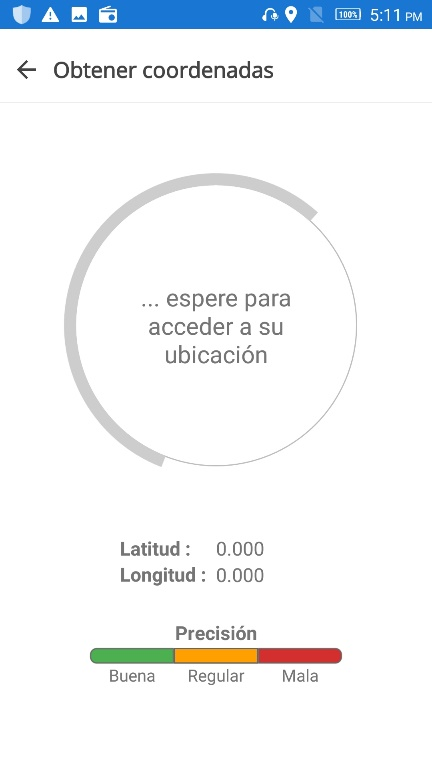 100% 5:11 PM
Obtener coordenadas
... espere para
acceder a su
ubicación
Latitud : 0.000
Longitud : 0.000
Precisión
Buena Regular Mala